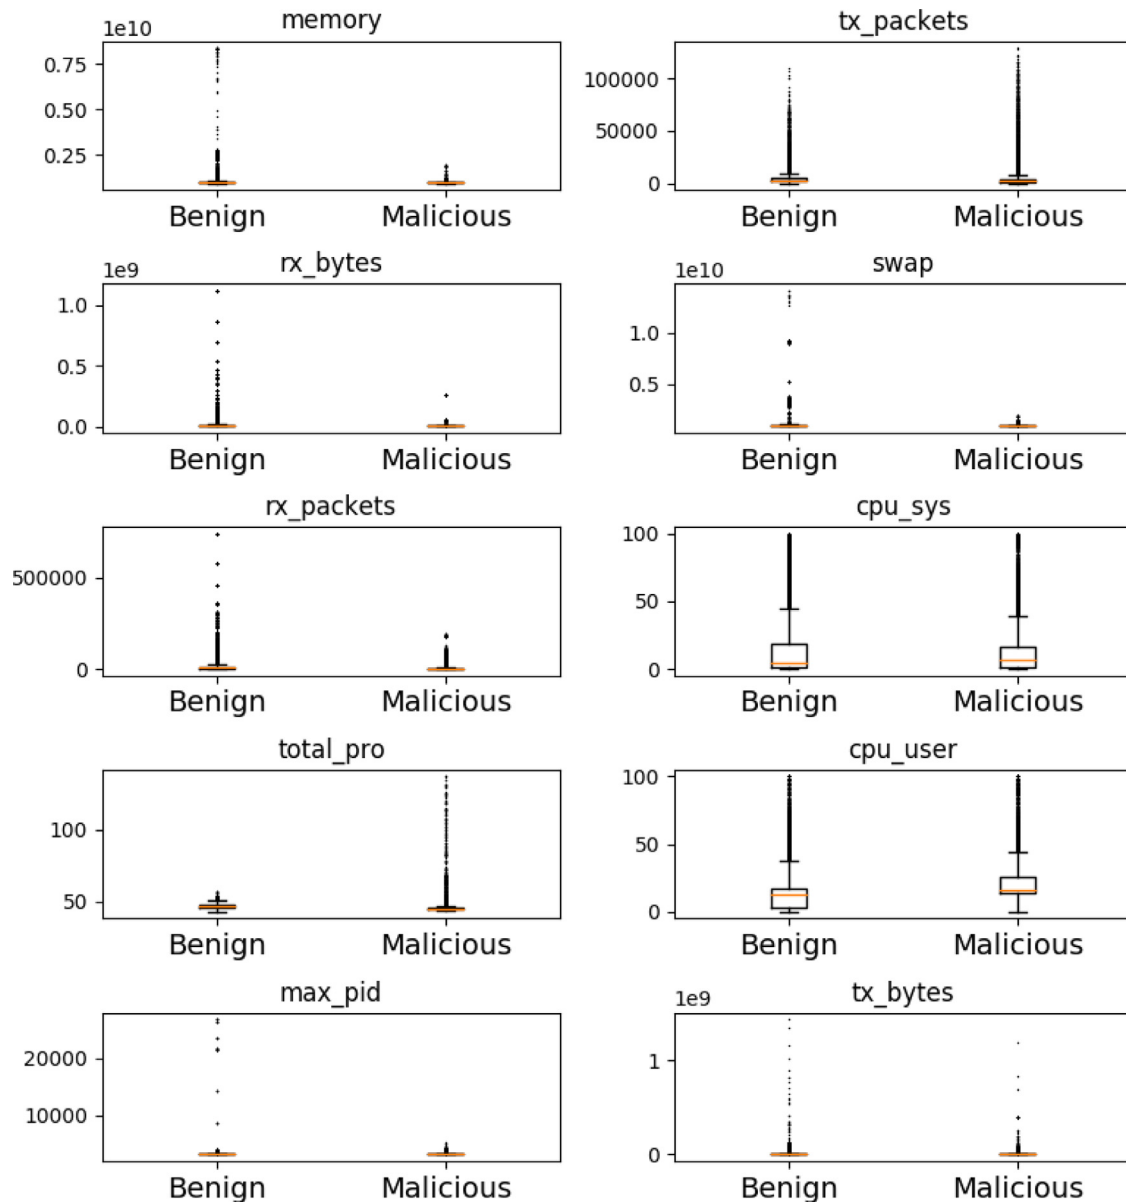 memory
1e10
0.75
0.50
0.25
Benign Malicious
tx_packets
100000
50000
0
Benign Malicious
rx_bytes
1e9
1.0
0.5
0.0
Benign Malicious
swap
1e10
1.0
0.5
Benign Malicious
rx_packets
500000
0
Benign Malicious
cpu_sys
100
50
0
Benign Malicious
total_pro
100
50
Benign Malicious
cpu_user
100
50
0
Benign Malicious
max_pid
20000
10000
Benign Malicious
tx_bytes
1e9
1
0
Benign Malicious